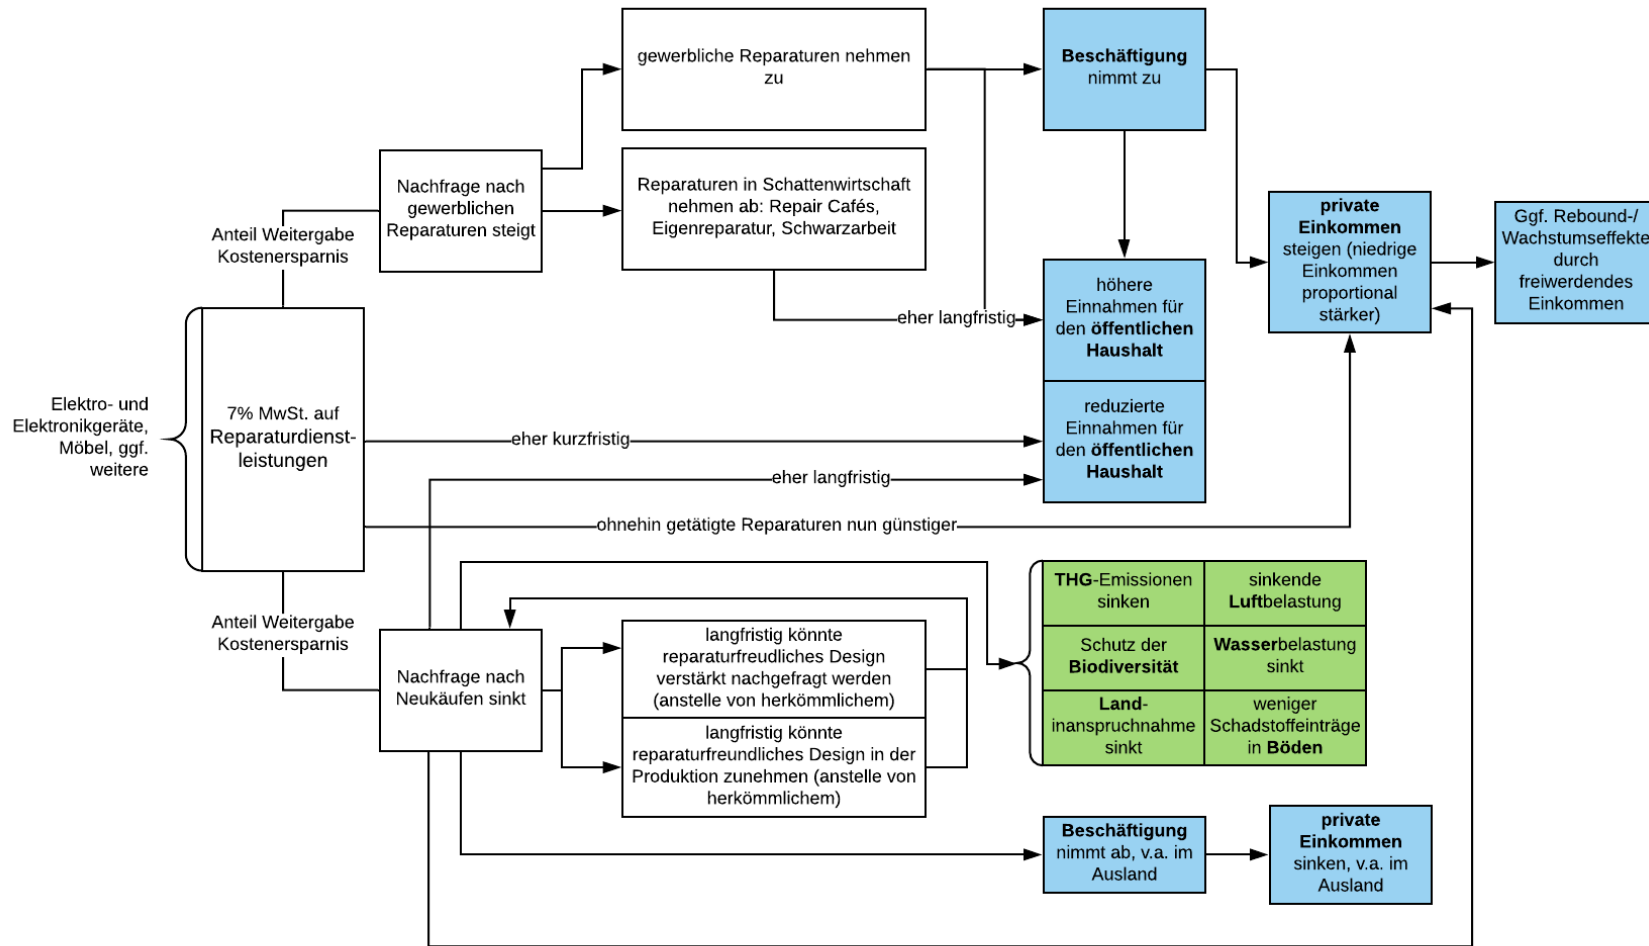 gewerbliche Reparaturen nehmen
zu
Beschäftigung
nimmt zu
Nachfrage nach
gewerblichen
Reparaturen steigt
Reparaturen in Schattenwirtschaft
nehmen ab: Repair Cafés,
Eigenreparatur, Schwarzarbeit
private
Einkommen
steigen (niedrige
Einkommen
proportional
stärker)
Ggf. Rebound-/
Wachstumseffekte
durch
freiwerdendes
Einkommen
Anteil Weitergabe
Kostenersparnis
höhere
Einnahmen für
den öffentlichen
Haushalt
eher langfristig
Elektro- und
Elektronikgeräte,
Möbel, ggf.
weitere
7% MwSt. auf
Reparaturdienst-
leistungen
eher kurzfristig
reduzierte
Einnahmen für
den öffentlichen
Haushalt
eher langfristig
ohnehin getätigte Reparaturen nun günstiger
Anteil Weitergabe
Kostenersparnis
Nachfrage nach
Neukäufen sinkt
langfristig könnte
reparaturfreudliches Design
verstärkt nachgefragt werden
(anstelle von herkömmlichem)
langfristig könnte
reparaturfreundliches Design in der
Produktion zunehmen (anstelle von
herkömmlichem)
THG-Emissionen
sinken
sinkende
Luftbelastung
Schutz der
Biodiversität
Wasserbelastung
sinkt
Land-
inanspruchnahme
sinkt
weniger
Schadstoffeinträge
in Böden
Beschäftigung
nimmt ab, v.a. im
Ausland
private
Einkommen
sinken, v.a. im
Ausland